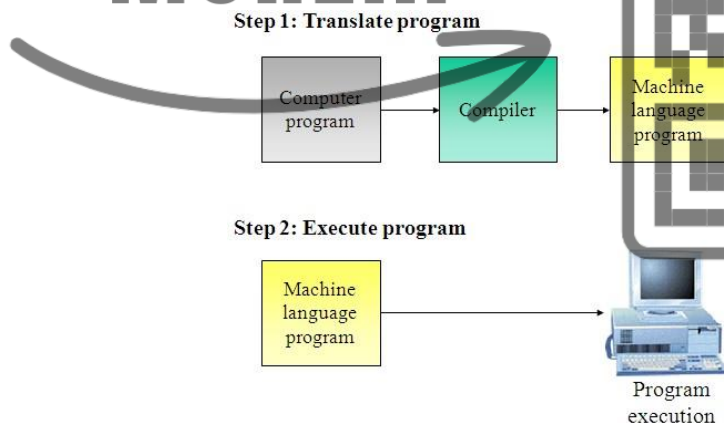 Step 1: Translate program
Computer
program
Compiler
Machine
language
program
Step 2: Execute program
Machine
language
program
Program
execution